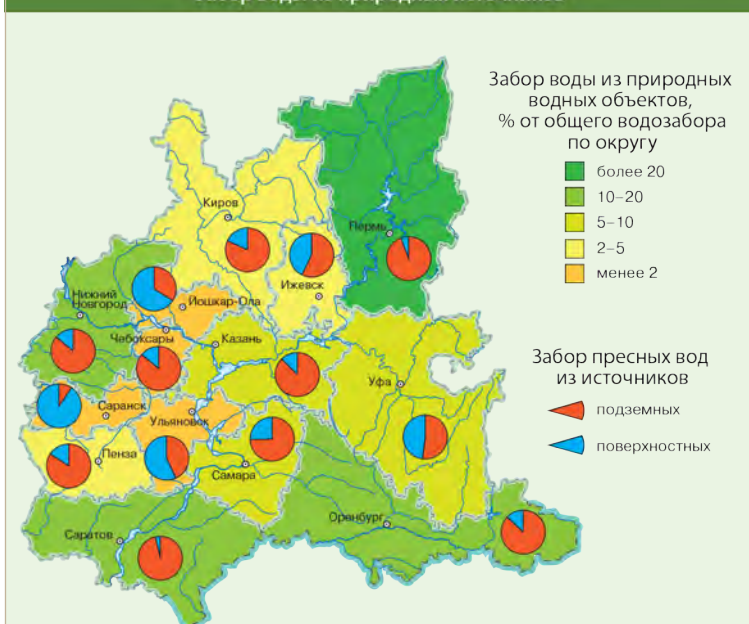 Забор воды из природных
водных объектов,
% от общего водозабора
по округу
более 20
10–20
5–10
2–5
менее 2
Забор пресных вод
из источников
подземных
поверхностных
Киров
Пермь
Ижевск
Нижний
Новгород
Йошкар-Ола
Чебоксары
Казань
Уфа
Саранск
Ульяновск
Пенза
Самара
Оренбург
Саратов